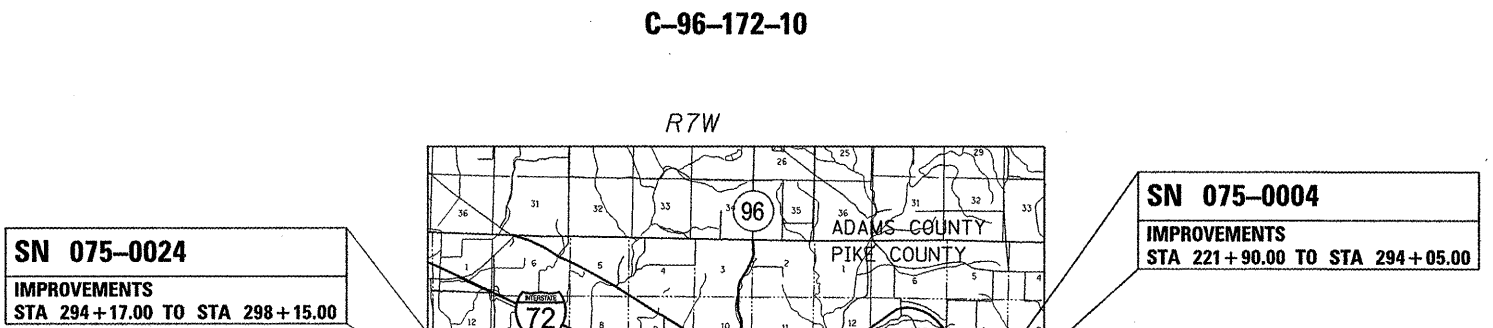 C–96–172–10
R7W
26 25 29
36 31 32 33 34 96 35 36 31 32 33
ADAMS COUNTY
PIKE COUNTY
SN 075–0004
IMPROVEMENTS
STA 221+90.00 TO STA 294+05.00
SN 075–0024
IMPROVEMENTS
STA 294+17.00 TO STA 298+15.00
1 6 5 4 3 2 1 6 5 4
INTERSTATE
72
12 8 10 11 12